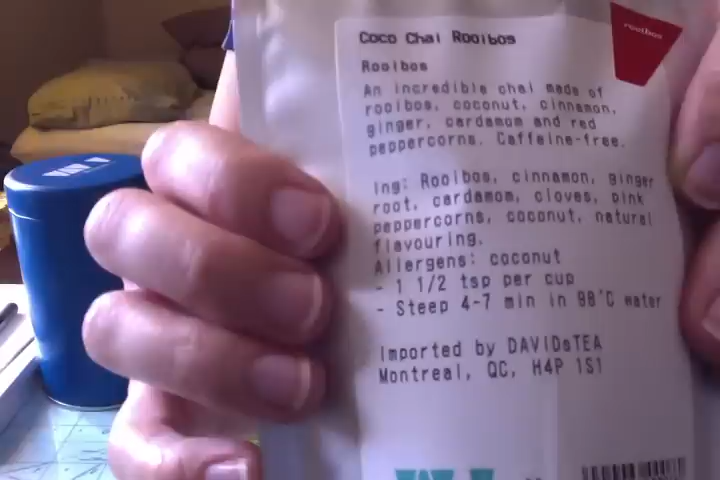 rooibos
Coco Chai Rooibos
Rooibos
An incredible chai made of
rooibos, coconut, cinnamon,
ginger, cardamom and red
peppercorns. Caffeine-free.
Ing: Rooibos, cinnamon, ginger
root, cardamom, cloves, pink
peppercorns, coconut, natural
flavouring.
Allergens: coconut
- 1 1/2 tsp per cup
- Steep 4-7 min in 98°C water
Imported by DAVIDsTEA
Montreal, QC, H4P 1S1